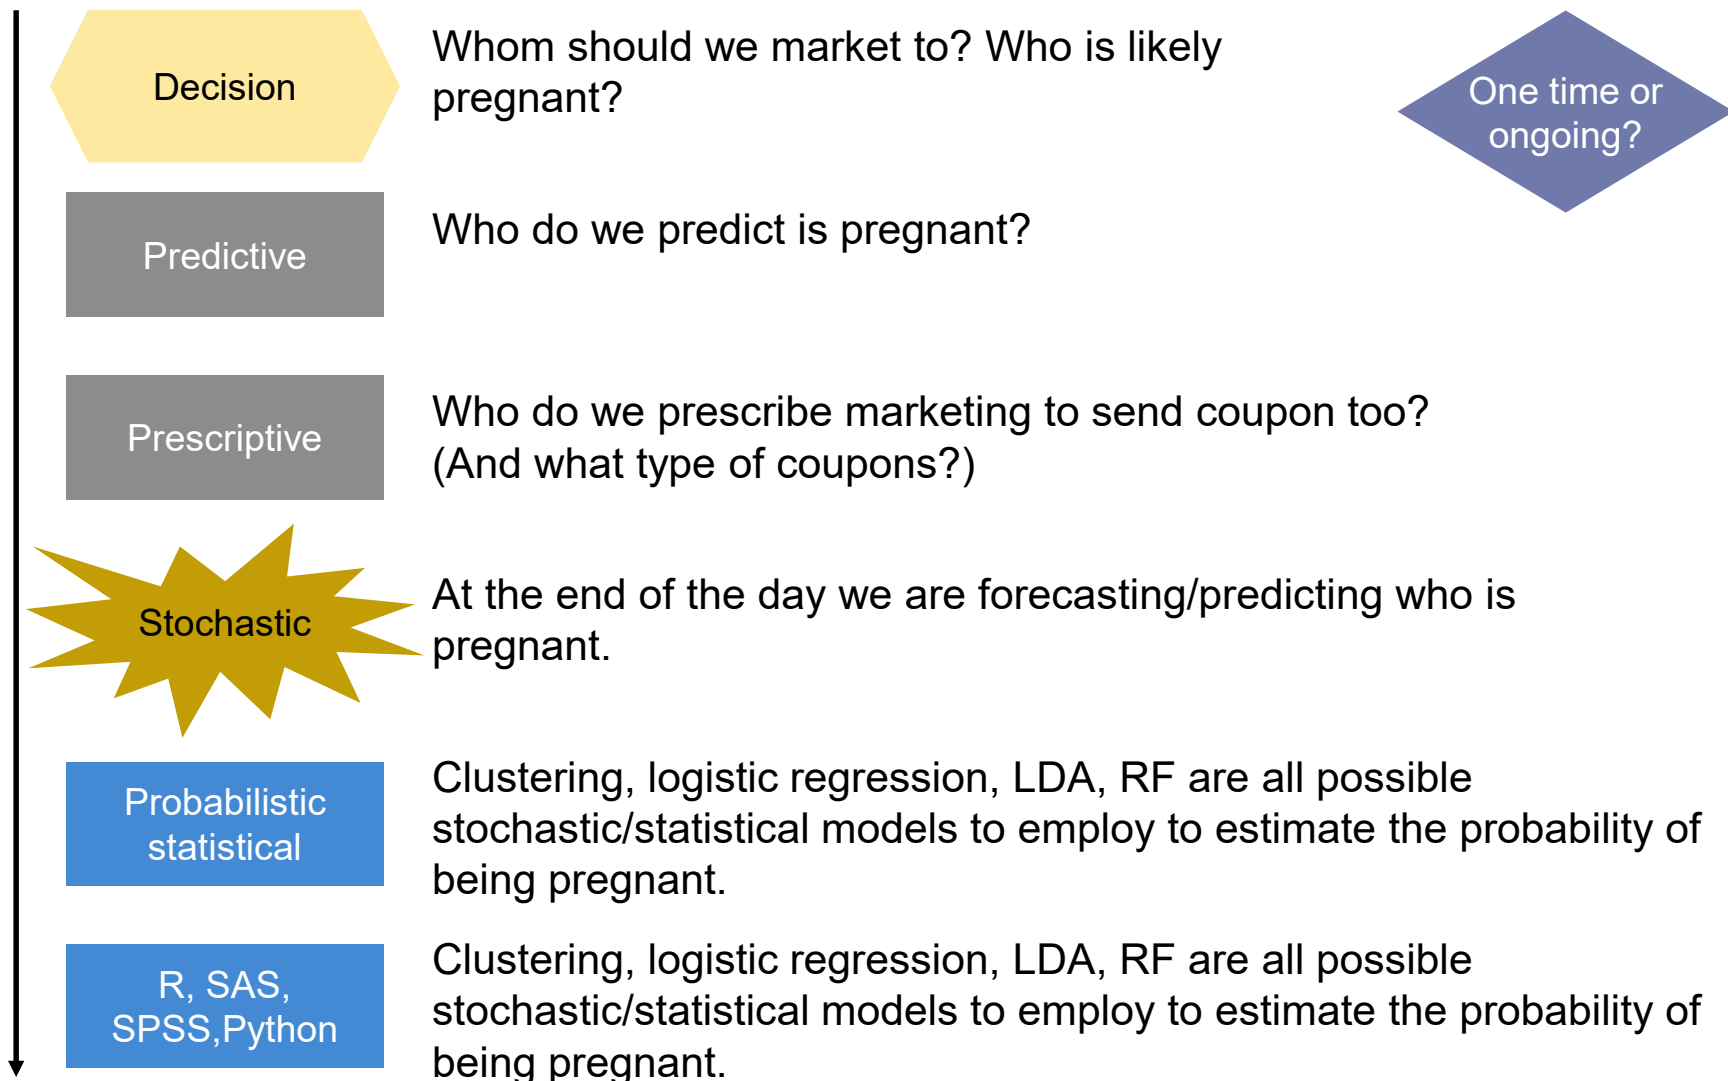 Decision
Whom should we market to? Who is likely
pregnant?
One time or
ongoing?
Predictive
Who do we predict is pregnant?
Prescriptive
Who do we prescribe marketing to send coupon too?
(And what type of coupons?)
Stochastic
At the end of the day we are forecasting/predicting who is
pregnant.
Probabilistic
statistical
Clustering, logistic regression, LDA, RF are all possible
stochastic/statistical models to employ to estimate the probability of
being pregnant.
R, SAS,
SPSS,Python
Clustering, logistic regression, LDA, RF are all possible
stochastic/statistical models to employ to estimate the probability of
being pregnant.